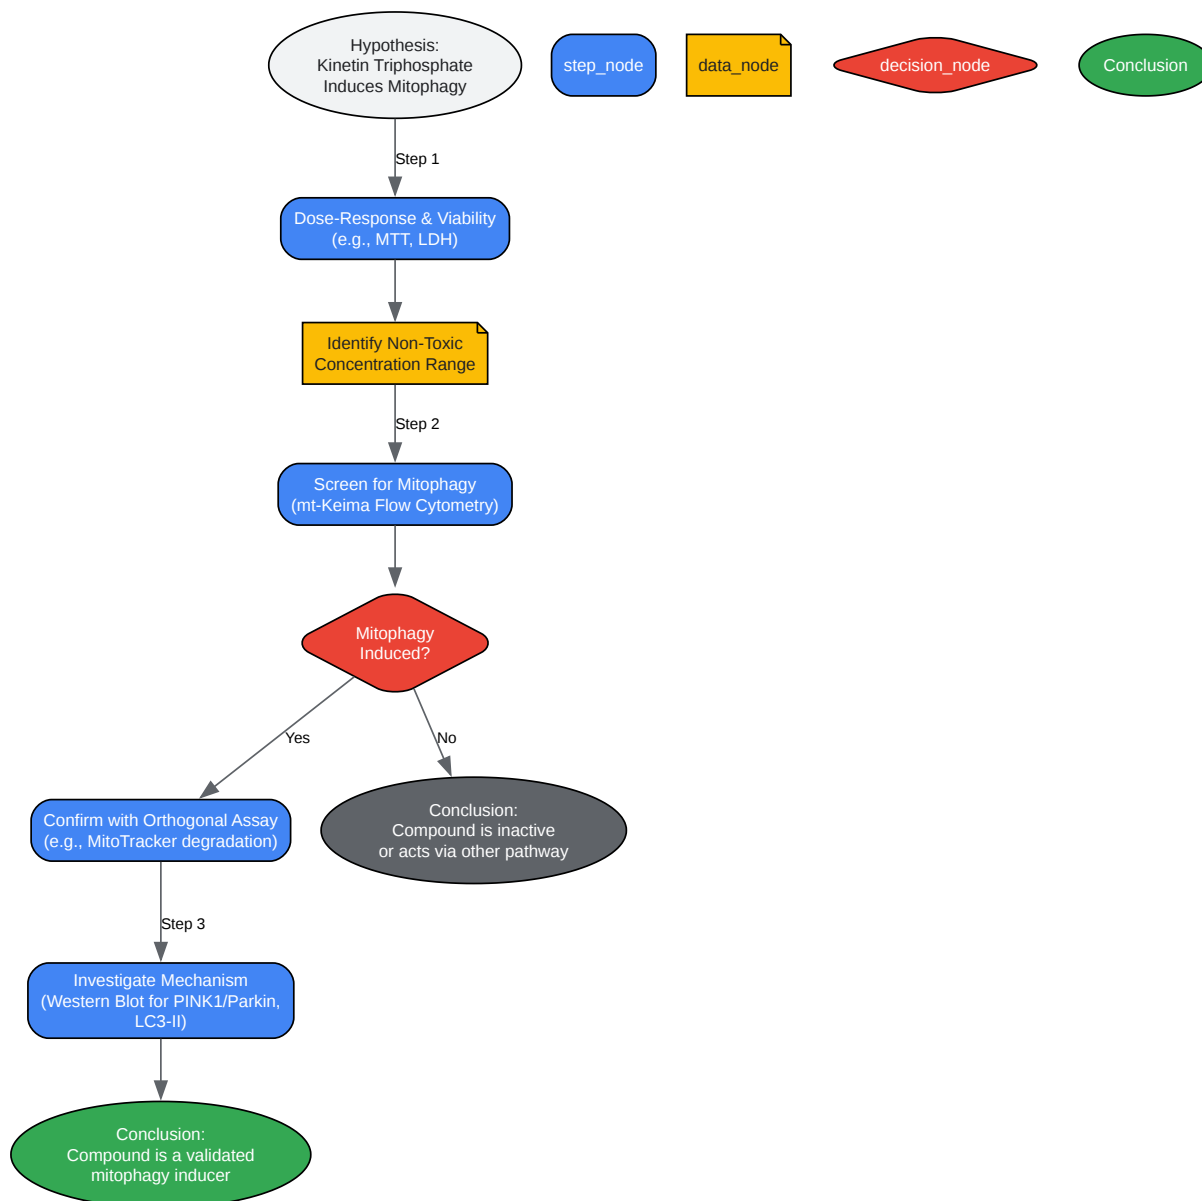 Hypothesis:
Kinetin Triphosphate
Induces Mitophagy
step_node
data_node
decision_node
Conclusion
Step 1
Dose-Response & Viability
(e.g., MTT, LDH)
Identify Non-Toxic
Concentration Range
Step 2
Screen for Mitophagy
(mt-Keima Flow Cytometry)
Mitophagy
Induced?
Yes
No
Confirm with Orthogonal Assay
(e.g., MitoTracker degradation)
Conclusion:
Compound is inactive
or acts via other pathway
Step 3
Investigate Mechanism
(Western Blot for PINK1/Parkin,
LC3-II)
Conclusion:
Compound is a validated
mitophagy inducer